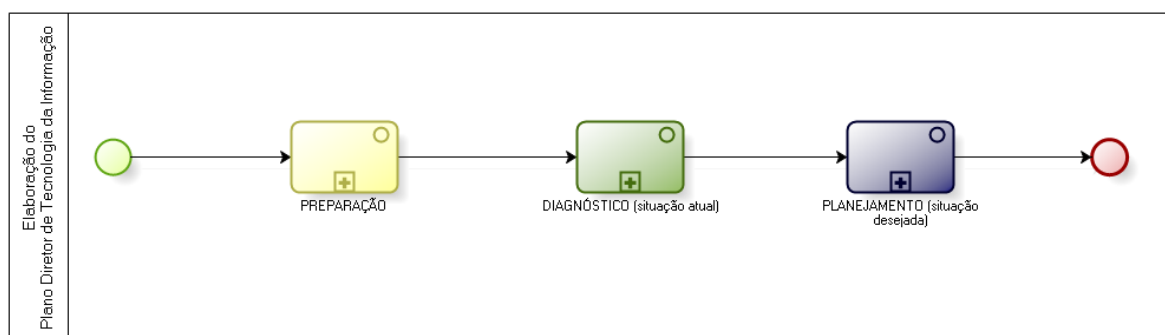 Elaboração do
Plano Diretor de Tecnologia da Informação
PREPARAÇÃO
DIAGNÓSTICO (situação atual)
PLANEJAMENTO (situação
desejada)